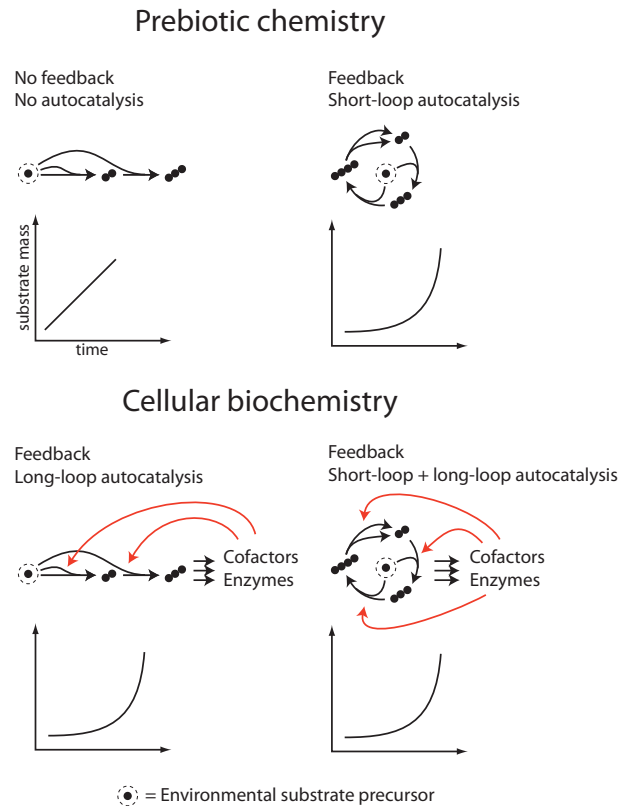 Prebiotic chemistry
No feedback
No autocatalysis
Feedback
Short-loop autocatalysis
substrate mass
time
Cellular biochemistry
Feedback
Long-loop autocatalysis
Feedback
Short-loop + long-loop autocatalysis
Cofactors
Enzymes
Cofactors
Enzymes
= Environmental substrate precursor